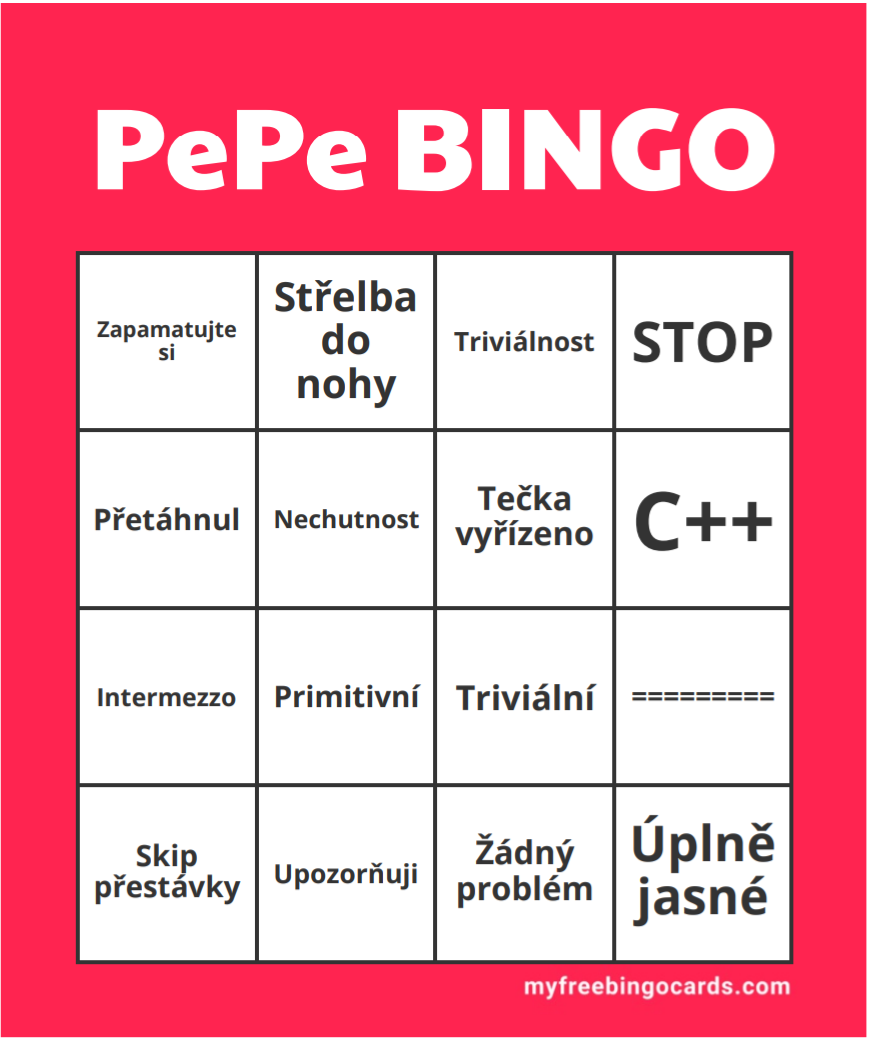 PePe BINGO
Zapamatujte
si
Střelba
do
nohy
Triviálnost
STOP
Přetáhnul
Nechutnost
Tečka
vyřízeno
C++
Intermezzo
Primitivní
Triviální
=========
Skip
přestávky
Upozorňuji
Žádný
problém
Úplně
jasné
myfreebingocards.com